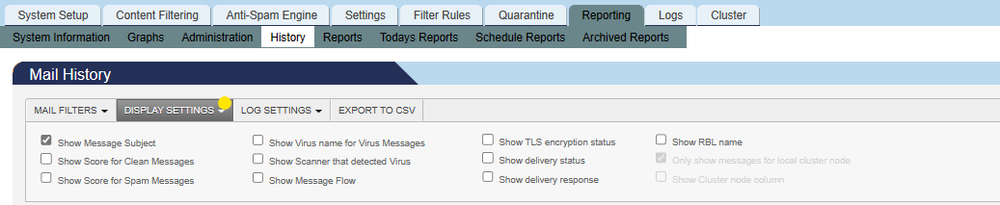 System Setup Content Filtering Anti-Spam Engine Settings Filter Rules Quarantine Reporting Logs Cluster
System Information Graphs Administration History Reports Todays Reports Schedule Reports Archived Reports
Mail History
MAIL FILTERS DISPLAY SETTINGS LOG SETTINGS EXPORT TO CSV
Show Message Subject Show Virus name for Virus Messages Show TLS encryption status Show RBL name
Show Score for Clean Messages Show Scanner that detected Virus Show delivery status Only show messages for local cluster node
Show Score for Spam Messages Show Message Flow Show delivery response Show Cluster node column